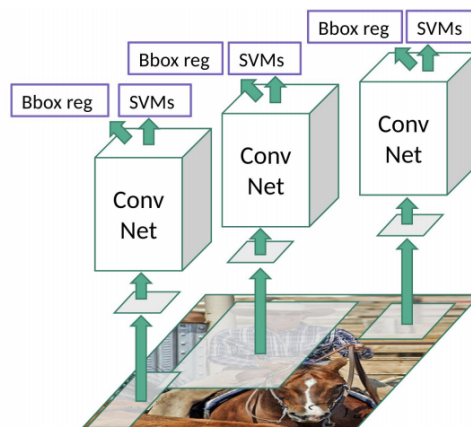 Bbox reg SVMs
Bbox reg SVMs
Bbox reg SVMs
Conv
Net
Conv
Net
Conv
Net